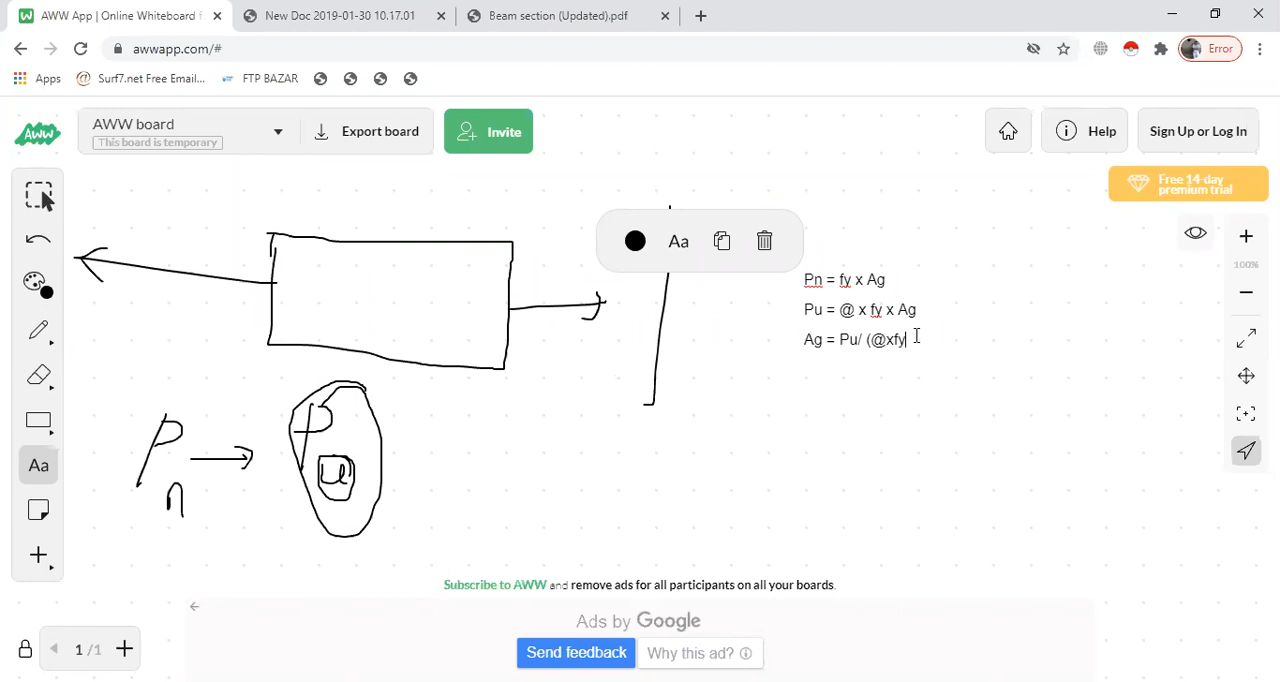 AWW App | Online Whiteboard f
New Doc 2019-01-30 10.17.01
Beam section (Updated).pdf
awwapp.com/#
Error
Apps
Surf7.net Free Email...
FTP BAZAR
AWW
AWW board
This board is temporary
Export board
Invite
Help
Sign Up or Log In
Free 14-day
premium trial
Aa
100%
Pn = fy x Ag
Pu = @ x fy x Ag
Ag = Pu/ (@xfy
P
n
P
u
Aa
Subscribe to AWW and remove ads for all participants on all your boards.
Ads by Google
Send feedback
Why this ad?
1 /1